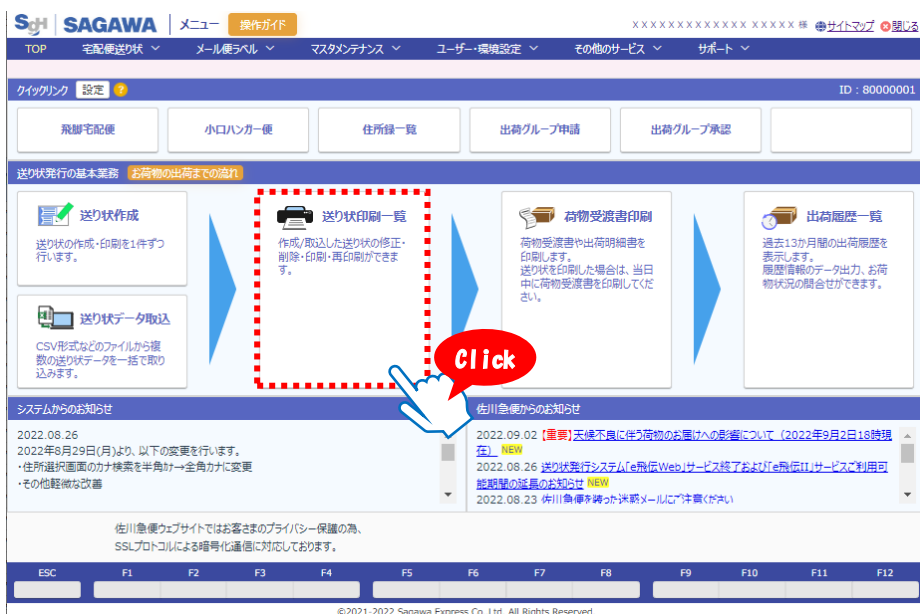 SgH SAGAWA メニュー 操作ガイド XXXXXXXXXXXXXX XXXXX 様 サイトマップ 閉じる
TOP 宅配便送り状 メール便ラベル マスタメンテナンス ユーザー・環境設定 その他のサービス サポート
クイックリンク 設定 ? ID : 80000001
飛脚宅配便 小口ハンガー便 住所録一覧 出荷グループ申請 出荷グループ承認
送り状発行の基本業務 お荷物の出荷までの流れ
送り状作成
送り状の作成・印刷を1件ずつ
行います。
送り状データ取込
CSV形式などのファイルから複
数の送り状データを一括で取り
込みます。
送り状印刷一覧
作成/取込した送り状の修正・
削除・印刷・再印刷ができま
す。
Click
荷物受渡書印刷
荷物受渡書や出荷明細書を
印刷します。
送り状を印刷した場合は、当日
中に荷物受渡書を印刷してくだ
さい。
出荷履歴一覧
過去13か月間の出荷履歴を
表示します。
履歴情報のデータ出力、お荷
物状況の問合せができます。
システムからのお知らせ
2022.08.26
2022年8月29日(月)より、以下の変更を行います。
・住所選択画面のカナ検索を半角カナ→全角カナに変更
・その他軽微な改善
佐川急便からのお知らせ
2022.09.02 【重要】天候不良に伴う荷物のお届けへの影響について（2022年9月2日18時現
在） NEW
2022.08.26 送り状発行システム「e飛伝Web」サービス終了および「e飛伝II」サービスご利用可
能期間の延長のお知らせ NEW
2022.08.23 佐川急便を装った迷惑メールにご注意ください
佐川急便ウェブサイトではお客さまのプライバシー保護の為、
SSLプロトコルによる暗号化通信に対応しております。
ESC F1 F2 F3 F4 F5 F6 F7 F8 F9 F10 F11 F12
©2021-2022 Sagawa Express Co.,Ltd. All Rights Reserved.